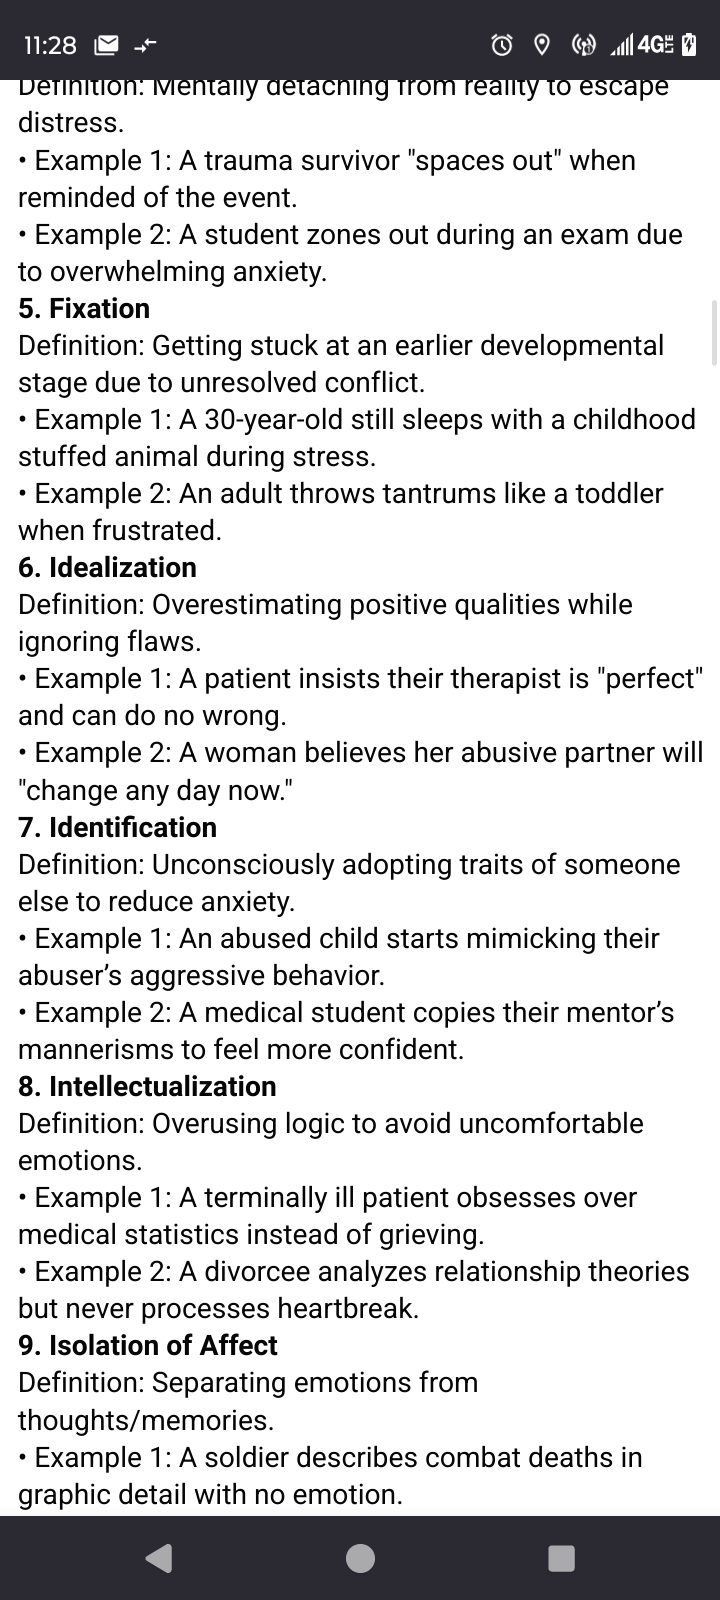 11:28
4G LTE
Definition: Mentally detaching from reality to escape
distress.
• Example 1: A trauma survivor "spaces out" when
reminded of the event.
• Example 2: A student zones out during an exam due
to overwhelming anxiety.
5. Fixation
Definition: Getting stuck at an earlier developmental
stage due to unresolved conflict.
• Example 1: A 30-year-old still sleeps with a childhood
stuffed animal during stress.
• Example 2: An adult throws tantrums like a toddler
when frustrated.
6. Idealization
Definition: Overestimating positive qualities while
ignoring flaws.
• Example 1: A patient insists their therapist is "perfect"
and can do no wrong.
• Example 2: A woman believes her abusive partner will
"change any day now."
7. Identification
Definition: Unconsciously adopting traits of someone
else to reduce anxiety.
• Example 1: An abused child starts mimicking their
abuser’s aggressive behavior.
• Example 2: A medical student copies their mentor’s
mannerisms to feel more confident.
8. Intellectualization
Definition: Overusing logic to avoid uncomfortable
emotions.
• Example 1: A terminally ill patient obsesses over
medical statistics instead of grieving.
• Example 2: A divorcee analyzes relationship theories
but never processes heartbreak.
9. Isolation of Affect
Definition: Separating emotions from
thoughts/memories.
• Example 1: A soldier describes combat deaths in
graphic detail with no emotion.